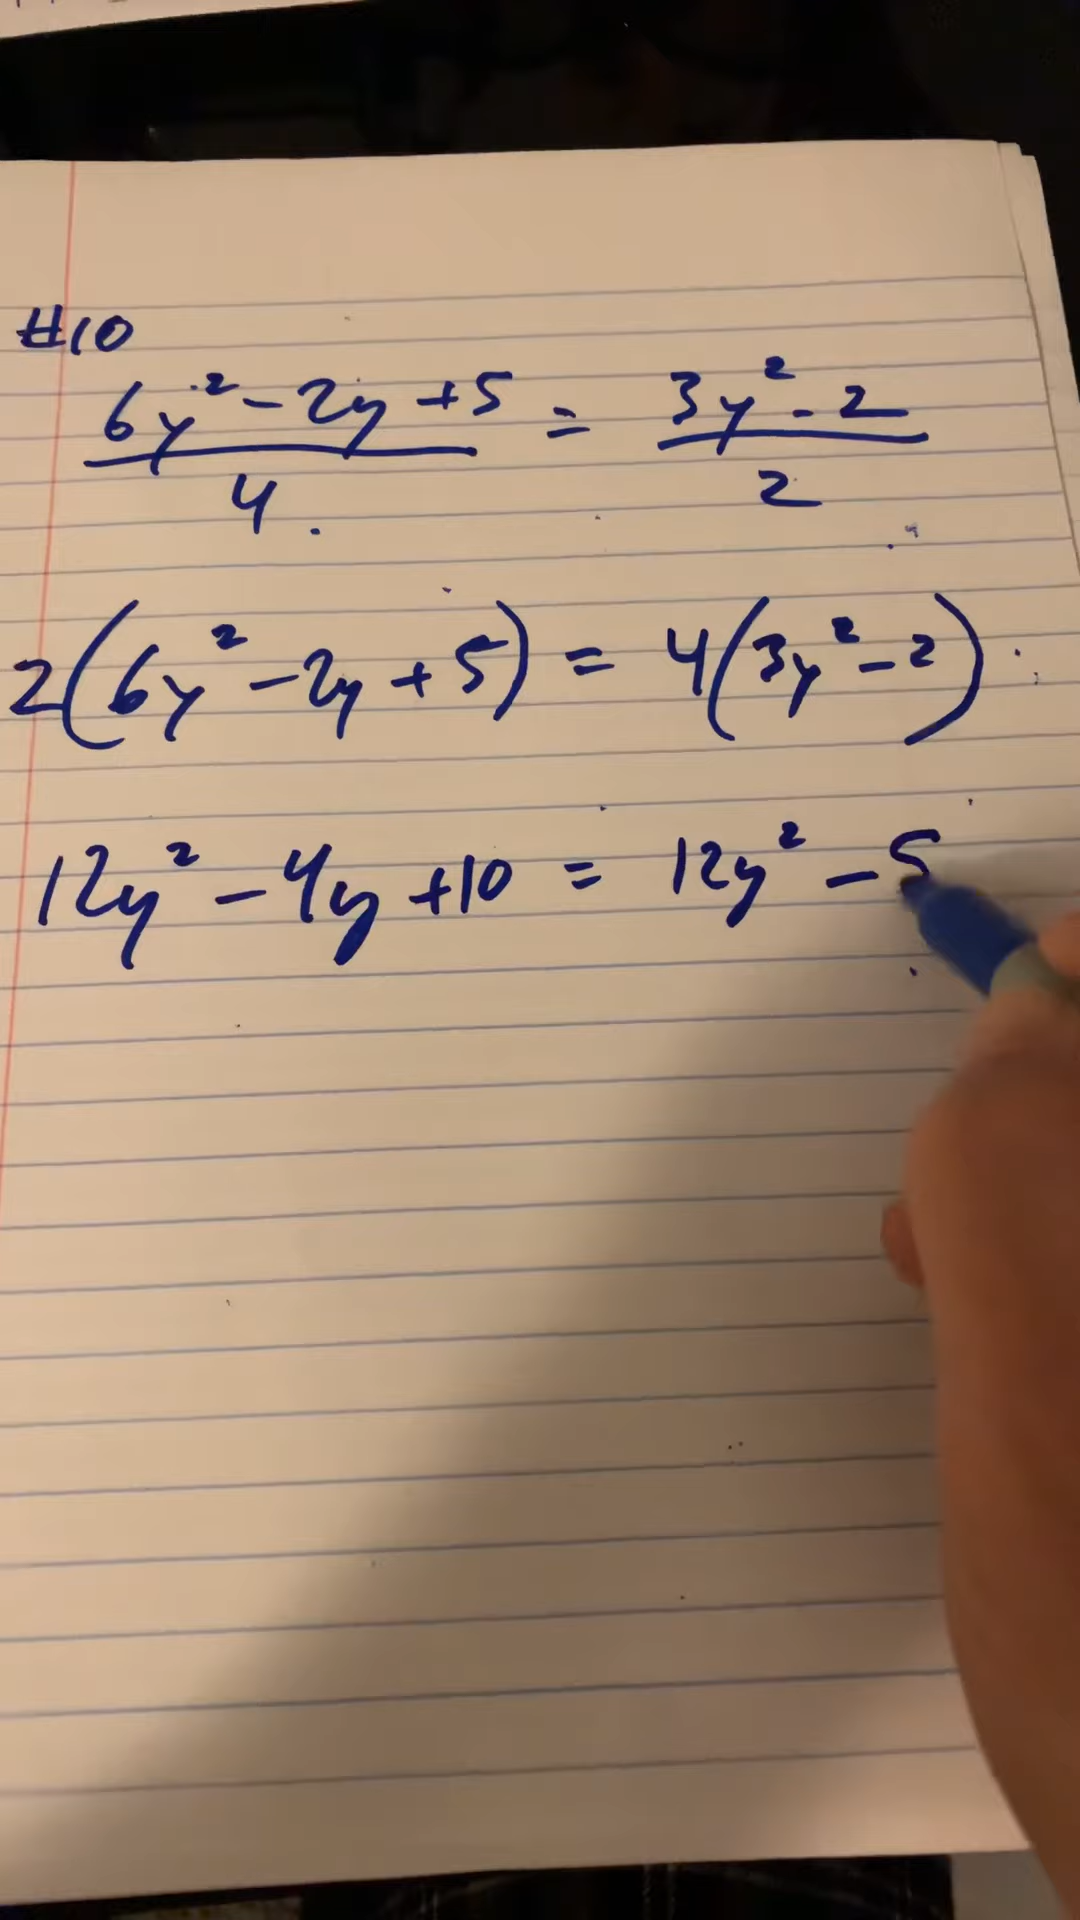 #10
6y² - 2y + 5 = 3y² - 2
4 2
2(6y² - 2y + 5) = 4(3y² - 2)
12y² - 4y + 10 = 12y² -